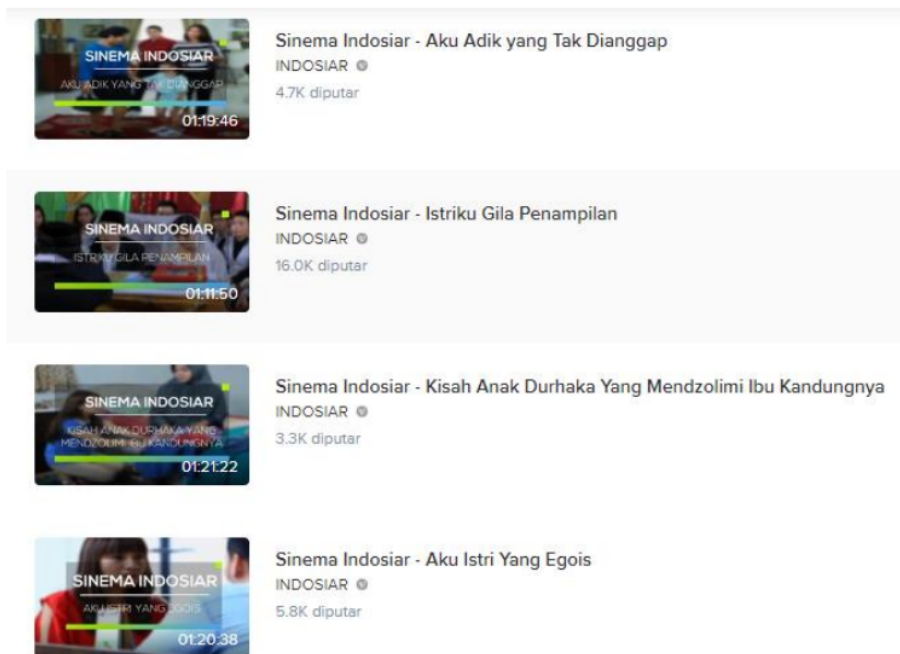 SINEMA INDOSIAR
AKU ADIK YANG TAK DIANGGAP
01:19:46
Sinema Indosiar - Aku Adik yang Tak Dianggap
INDOSIAR
4.7K diputar
SINEMA INDOSIAR
ISTRIKU GILA PENAMPILAN
01:11:50
Sinema Indosiar - Istriku Gila Penampilan
INDOSIAR
16.0K diputar
SINEMA INDOSIAR
KISAH ANAK DURHAKA YANG
MENDZOLIMI IBU KANDUNGNYA
01:21:22
Sinema Indosiar - Kisah Anak Durhaka Yang Mendzolimi Ibu Kandungnya
INDOSIAR
3.3K diputar
SINEMA INDOSIAR
AKU ISTRI YANG EGOIS
01:20:38
Sinema Indosiar - Aku Istri Yang Egois
INDOSIAR
5.8K diputar